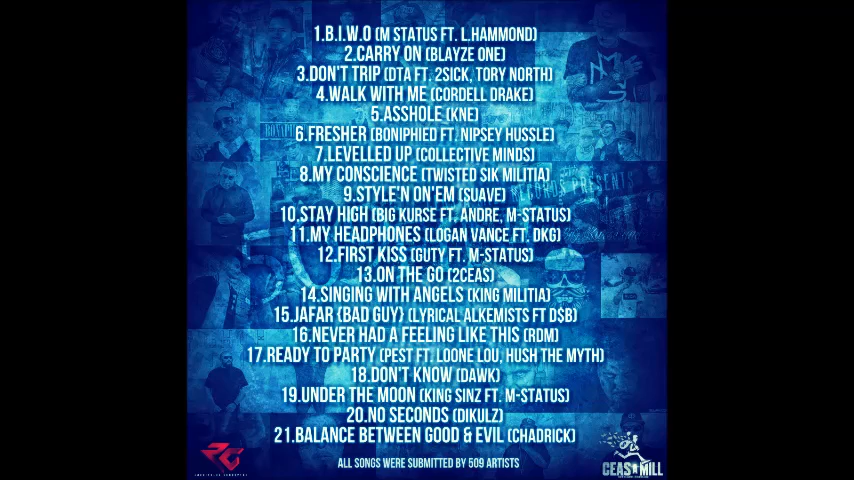 1.B.I.W.O (M STATUS FT. L.HAMMOND)
2.CARRY ON (BLAYZE ONE)
3.DON'T TRIP (DTA FT. 2SICK, TORY NORTH)
4.WALK WITH ME (CORDELL DRAKE)
5.ASSHOLE (KNE)
6.FRESHER (BONIPHIED FT. NIPSEY HUSSLE)
7.LEVELLED UP (COLLECTIVE MINDS)
8.MY CONSCIENCE (TWISTED SIK MILITIA)
9.STYLE'N ON'EM (SUAVE)
10.STAY HIGH (BIG KURSE FT. ANDRE, M-STATUS)
11.MY HEADPHONES (LOGAN VANCE FT. DKG)
12.FIRST KISS (GUTY FT. M-STATUS)
13.ON THE GO (2CEAS)
14.SINGING WITH ANGELS (KING MILITIA)
15.JAFAR {BAD GUY} (LYRICAL ALKEMISTS FT D$B)
16.NEVER HAD A FEELING LIKE THIS (RDM)
17.READY TO PARTY (PEST FT. LOONE LOU, HUSH THE MYTH)
18.DON'T KNOW (DAWK)
19.UNDER THE MOON (KING SINZ FT. M-STATUS)
20.NO SECONDS (DIKULZ)
21.BALANCE BETWEEN GOOD & EVIL (CHADRICK)
ALL SONGS WERE SUBMITTED BY 509 ARTISTS
CEAS MILL